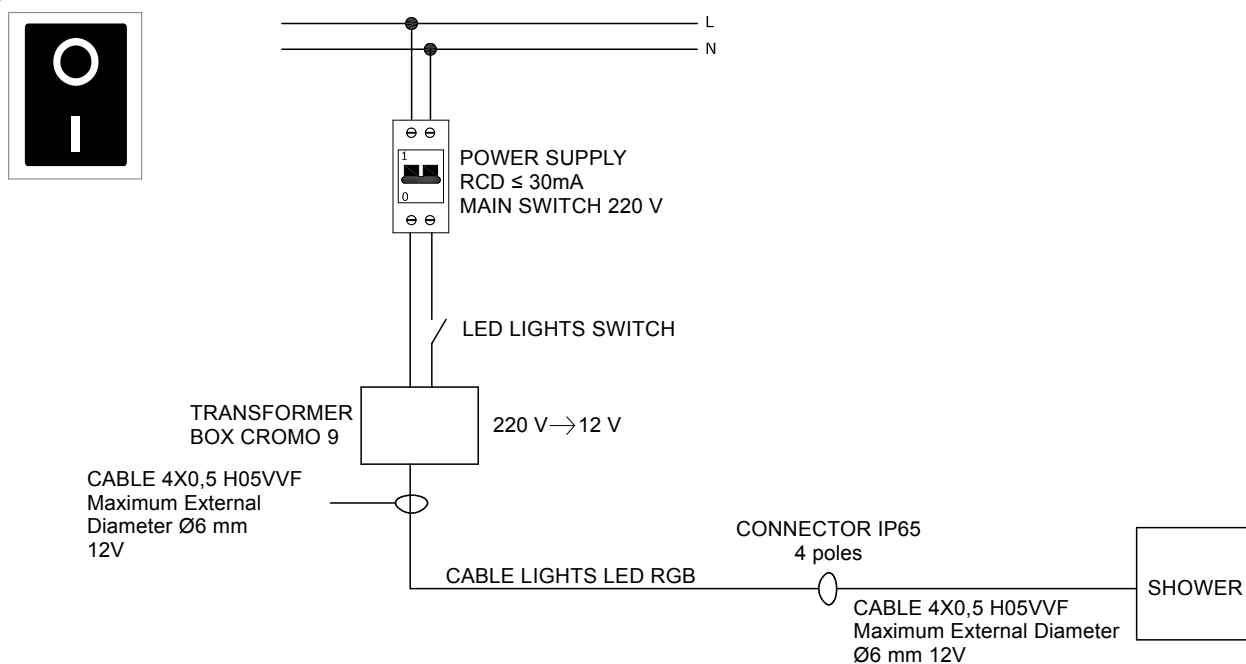 L
N
1
0
POWER SUPPLY
RCD ≤ 30mA
MAIN SWITCH 220 V
LED LIGHTS SWITCH
TRANSFORMER
BOX CROMO 9
220 V→12 V
CABLE 4X0,5 H05VVF
Maximum External
Diameter Ø6 mm
12V
CONNECTOR IP65
4 poles
CABLE LIGHTS LED RGB
SHOWER
CABLE 4X0,5 H05VVF
Maximum External Diameter
Ø6 mm 12V